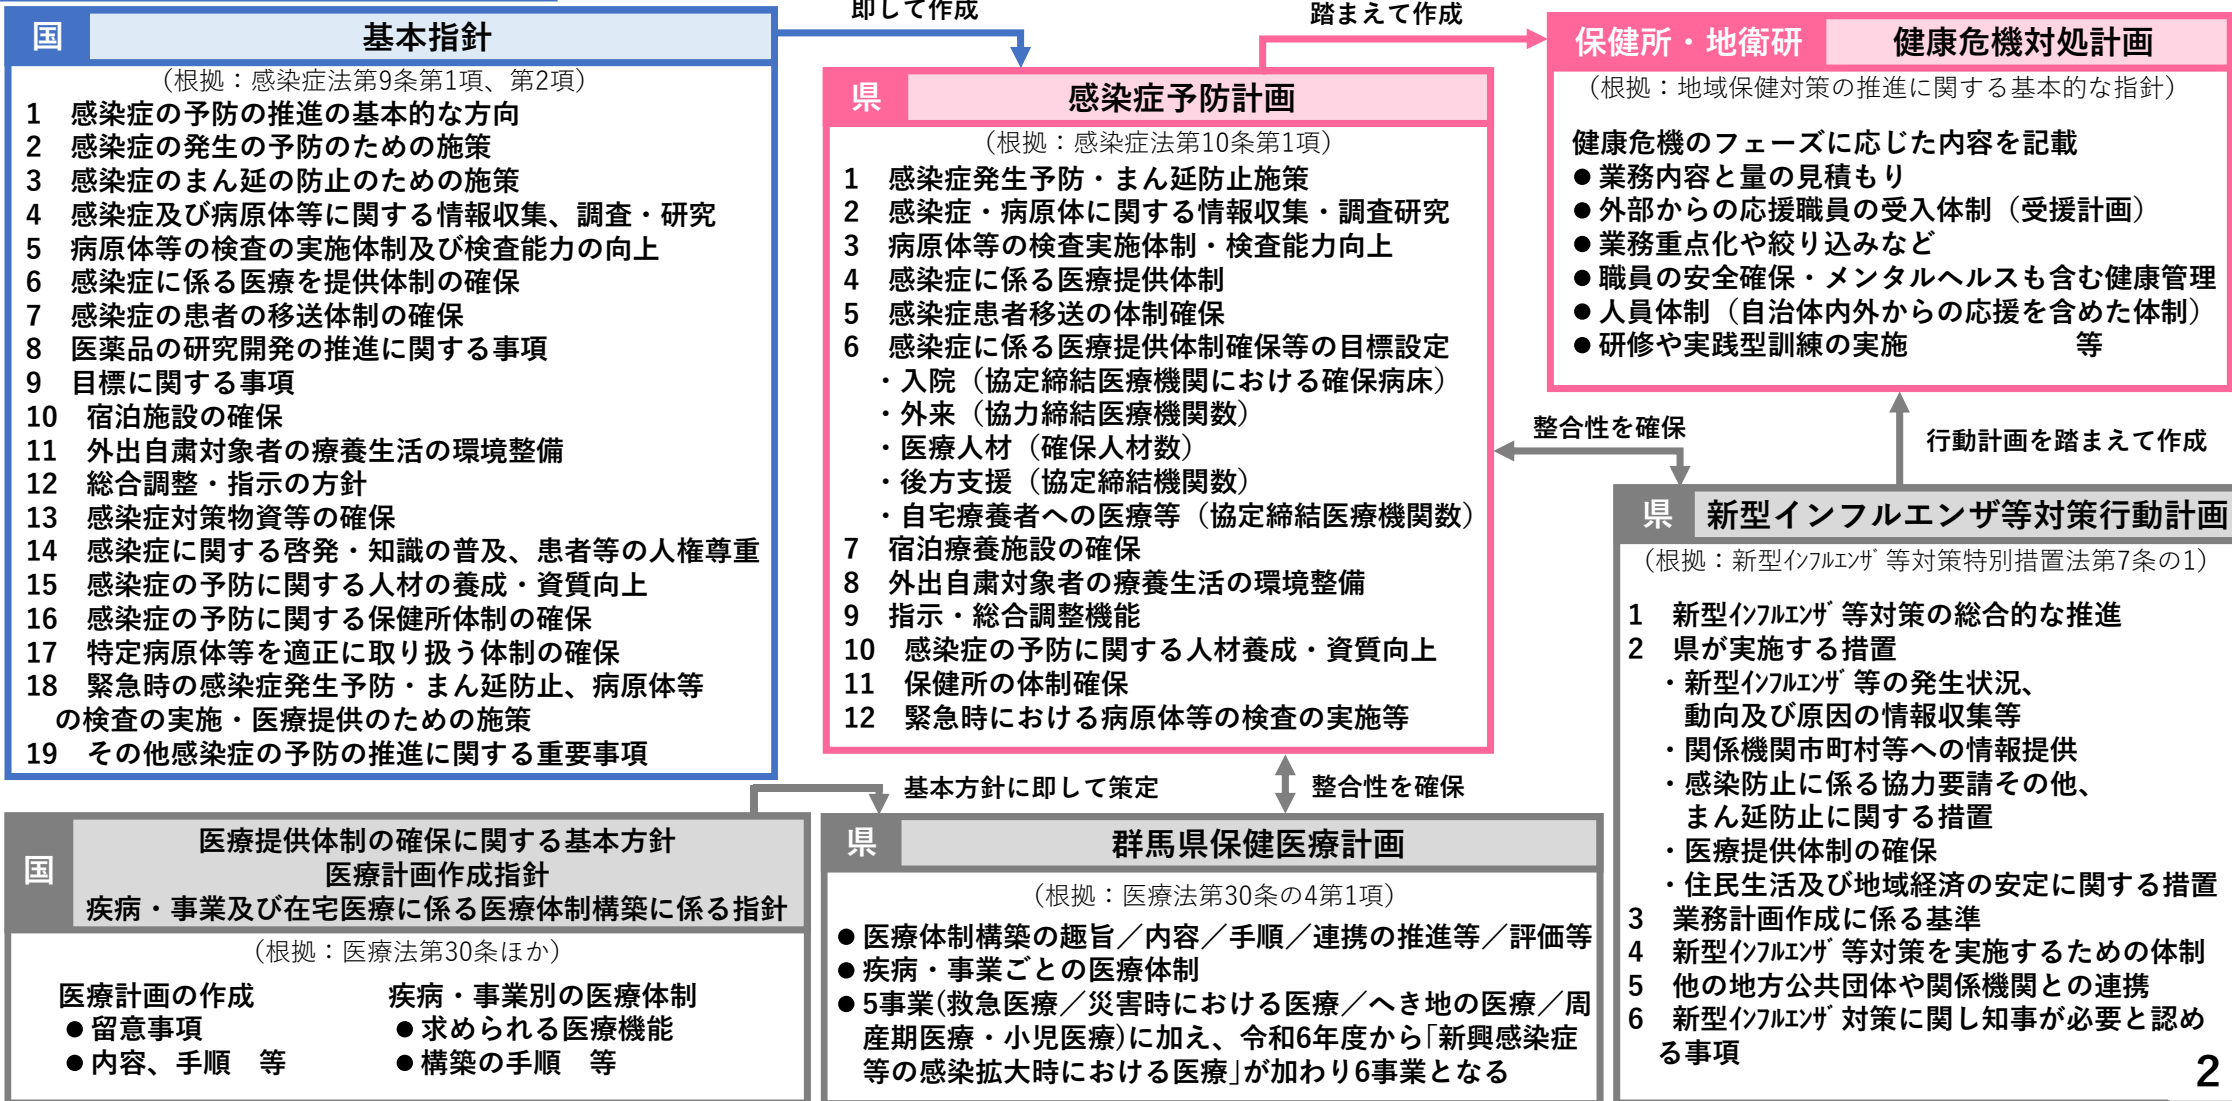 国 基本指針
（根拠：感染症法第9条第1項、第2項）
1 感染症の予防の推進の基本的な方向
2 感染症の発生の予防のための施策
3 感染症のまん延の防止のための施策
4 感染症及び病原体等に関する情報収集、調査・研究
5 病原体等の検査の実施体制及び検査能力の向上
6 感染症に係る医療を提供体制の確保
7 感染症の患者の移送体制の確保
8 医薬品の研究開発の推進に関する事項
9 目標に関する事項
10 宿泊施設の確保
11 外出自粛対象者の療養生活の環境整備
12 総合調整・指示の方針
13 感染症対策物資等の確保
14 感染症に関する啓発・知識の普及、患者等の人権尊重
15 感染症の予防に関する人材の養成・資質向上
16 感染症の予防に関する保健所体制の確保
17 特定病原体等を適正に取り扱う体制の確保
18 緊急時の感染症発生予防・まん延防止、病原体等
の検査の実施・医療提供のための施策
19 その他感染症の予防の推進に関する重要事項
即して作成
県 感染症予防計画
（根拠：感染症法第10条第1項）
1 感染症発生予防・まん延防止施策
2 感染症・病原体に関する情報収集・調査研究
3 病原体等の検査実施体制・検査能力向上
4 感染症に係る医療提供体制
5 感染症患者移送の体制確保
6 感染症に係る医療提供体制確保等の目標設定
・入院（協定締結医療機関における確保病床）
・外来（協力締結医療機関数）
・医療人材（確保人材数）
・後方支援（協定締結機関数）
・自宅療養者への医療等（協定締結医療機関数）
7 宿泊療養施設の確保
8 外出自粛対象者の療養生活の環境整備
9 指示・総合調整機能
10 感染症の予防に関する人材養成・資質向上
11 保健所の体制確保
12 緊急時における病原体等の検査の実施等
踏まえて作成
保健所・地衛研 健康危機対処計画
（根拠：地域保健対策の推進に関する基本的な指針）
健康危機のフェーズに応じた内容を記載
●業務内容と量の見積もり
●外部からの応援職員の受入体制（受援計画）
●業務重点化や絞り込みなど
●職員の安全確保・メンタルヘルスも含む健康管理
●人員体制（自治体内外からの応援を含めた体制）
●研修や実践型訓練の実施 等
整合性を確保
行動計画を踏まえて作成
県 新型インフルエンザ等対策行動計画
（根拠：新型ｲﾝﾌﾙｴﾝｻﾞ等対策特別措置法第7条の1）
1 新型ｲﾝﾌﾙｴﾝｻﾞ等対策の総合的な推進
2 県が実施する措置
・新型ｲﾝﾌﾙｴﾝｻﾞ等の発生状況、
動向及び原因の情報収集等
・関係機関市町村等への情報提供
・感染防止に係る協力要請その他、
まん延防止に関する措置
・医療提供体制の確保
・住民生活及び地域経済の安定に関する措置
3 業務計画作成に係る基準
4 新型ｲﾝﾌﾙｴﾝｻﾞ等対策を実施するための体制
5 他の地方公共団体や関係機関との連携
6 新型ｲﾝﾌﾙｴﾝｻﾞ対策に関し知事が必要と認め
る事項
基本方針に即して策定
整合性を確保
国 医療提供体制の確保に関する基本方針
医療計画作成指針
疾病・事業及び在宅医療に係る医療体制構築に係る指針
（根拠：医療法第30条ほか）
医療計画の作成
●留意事項
●内容、手順 等
疾病・事業別の医療体制
●求められる医療機能
●構築の手順 等
県 群馬県保健医療計画
（根拠：医療法第30条の4第1項）
●医療体制構築の趣旨／内容／手順／連携の推進等／評価等
●疾病・事業ごとの医療体制
●5事業(救急医療／災害時における医療／へき地の医療／周
産期医療・小児医療)に加え、令和6年度から｢新興感染症
等の感染拡大時における医療｣が加わり6事業となる
2